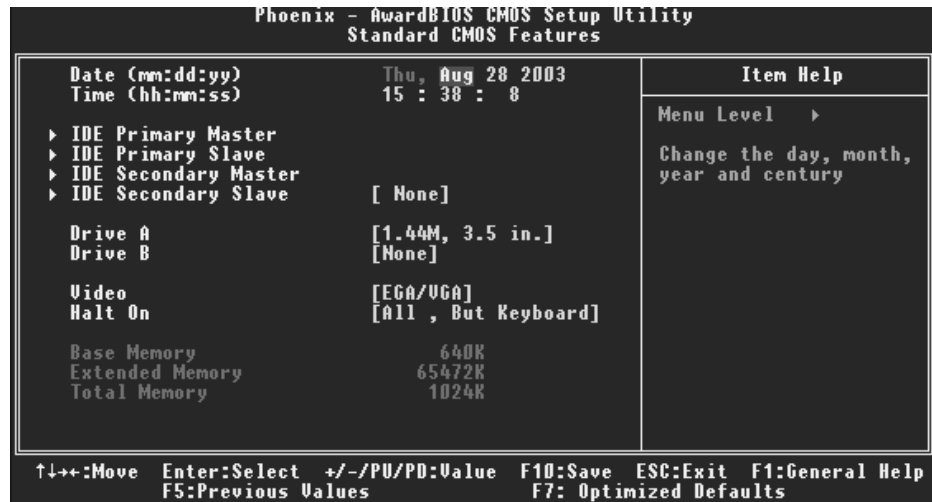 Phoenix - AwardBIOS CMOS Setup Utility
Standard CMOS Features
Date (mm:dd:yy) Thu, Aug 28 2003
Time (hh:mm:ss) 15 : 38 : 8
Item Help
Menu Level ▸
Change the day, month,
year and century
▸ IDE Primary Master
▸ IDE Primary Slave
▸ IDE Secondary Master
▸ IDE Secondary Slave [ None]
Drive A [1.44M, 3.5 in.]
Drive B [None]
Video [EGA/VGA]
Halt On [All , But Keyboard]
Base Memory 640K
Extended Memory 65472K
Total Memory 1024K
↑↓→←:Move Enter:Select +/-/PU/PD:Value F10:Save ESC:Exit F1:General Help
F5:Previous Values F7: Optimized Defaults